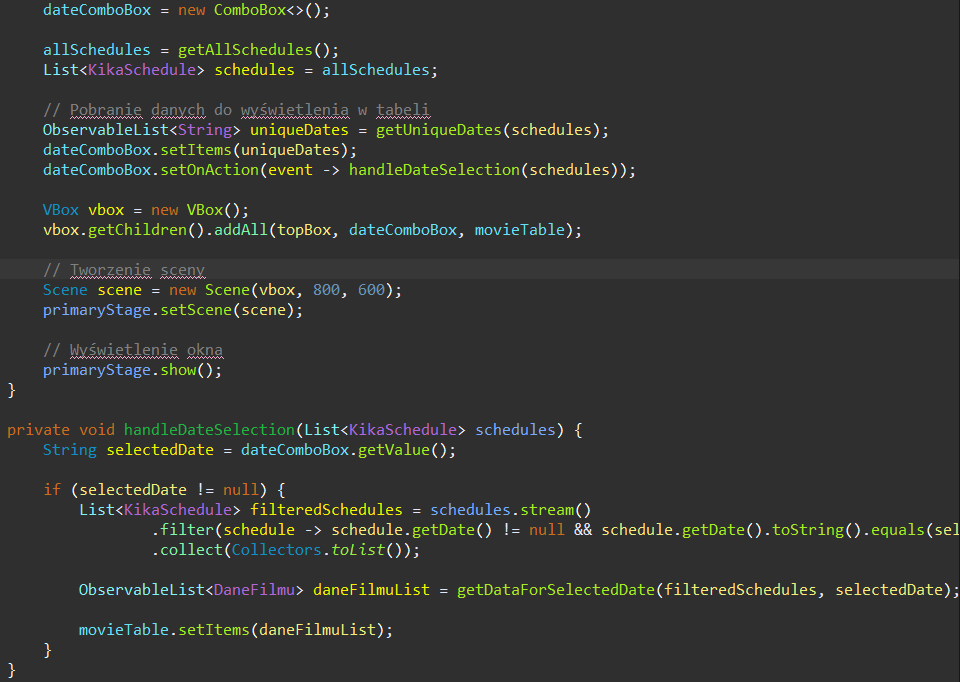 dateComboBox = new ComboBox<>();
allSchedules = getAllSchedules();
List<KikaSchedule> schedules = allSchedules;
// Pobranie danych do wyświetlenia w tabeli
ObservableList<String> uniqueDates = getUniqueDates(schedules);
dateComboBox.setItems(uniqueDates);
dateComboBox.setOnAction(event -> handleDateSelection(schedules));
VBox vbox = new VBox();
vbox.getChildren().addAll(topBox, dateComboBox, movieTable);
// Tworzenie sceny
Scene scene = new Scene(vbox, 800, 600);
primaryStage.setScene(scene);
// Wyświetlenie okna
primaryStage.show();
}
private void handleDateSelection(List<KikaSchedule> schedules) {
String selectedDate = dateComboBox.getValue();
if (selectedDate != null) {
List<KikaSchedule> filteredSchedules = schedules.stream()
.filter(schedule -> schedule.getDate() != null && schedule.getDate().toString().equals(sel
.collect(Collectors.toList());
ObservableList<DaneFilmu> daneFilmuList = getDataForSelectedDate(filteredSchedules, selectedDate);
movieTable.setItems(daneFilmuList);
}
}